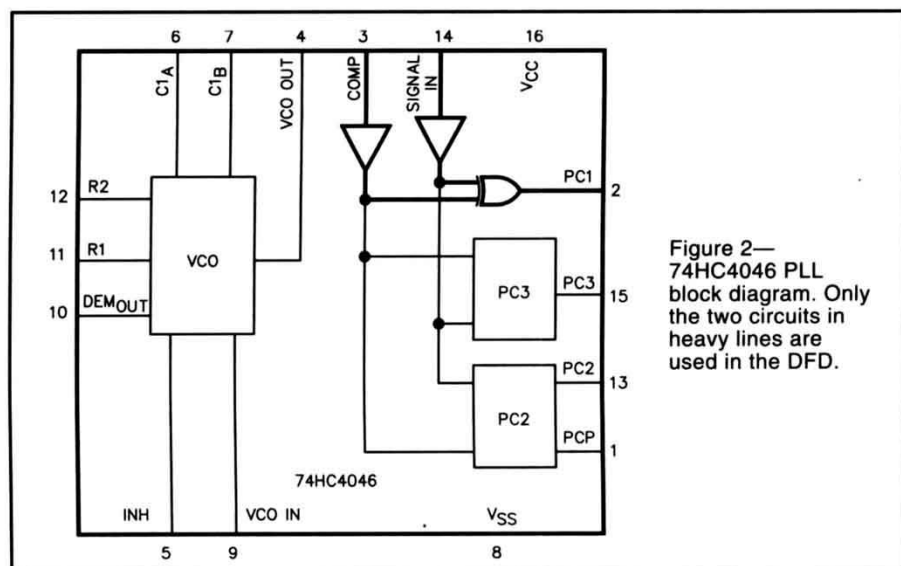 6 7 4 3 14 16
C1A
C1B
VCO OUT
COMP
SIGNAL
IN
VCC
12 R2
11 R1
10 DEMOUT
VCO
PC1
2
PC3
PC3
15
PC2
PC2
13
PCP
1
74HC4046
INH
VCO IN
VSS
5 9 8
Figure 2—
74HC4046 PLL
block diagram. Only
the two circuits in
heavy lines are
used in the DFD.